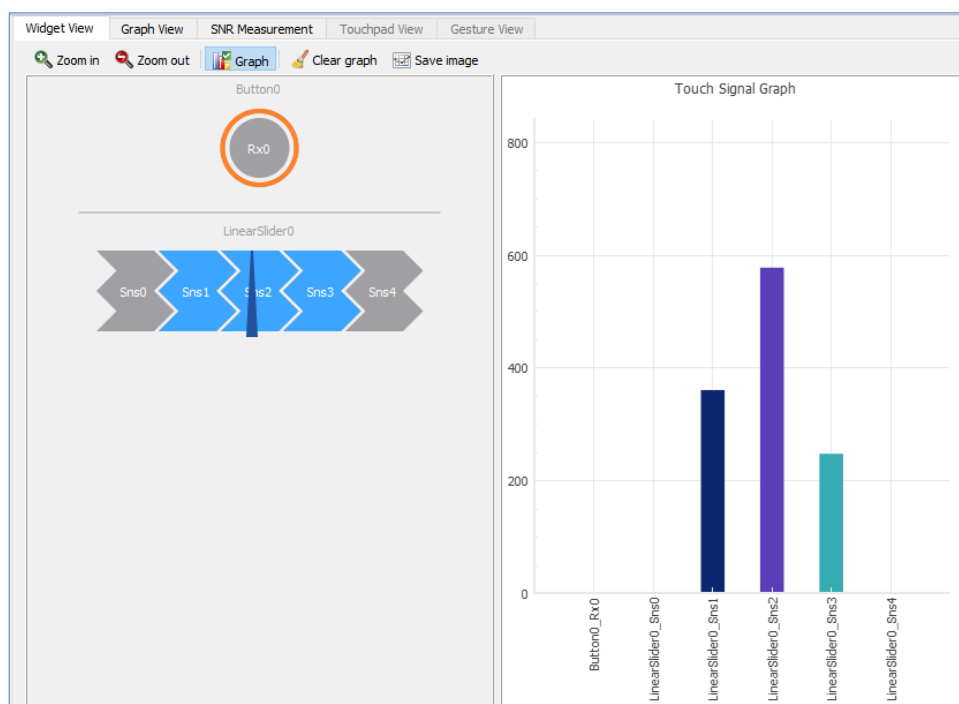 Widget View Graph View SNR Measurement Touchpad View Gesture View
Zoom in Zoom out Graph Clear graph Save image
Button0
Rx0
LinearSlider0
Sns0 Sns1 Sns2 Sns3 Sns4
Touch Signal Graph
800
600
400
200
0
Button0_Rx0
LinearSlider0_Sns0
LinearSlider0_Sns1
LinearSlider0_Sns2
LinearSlider0_Sns3
LinearSlider0_Sns4